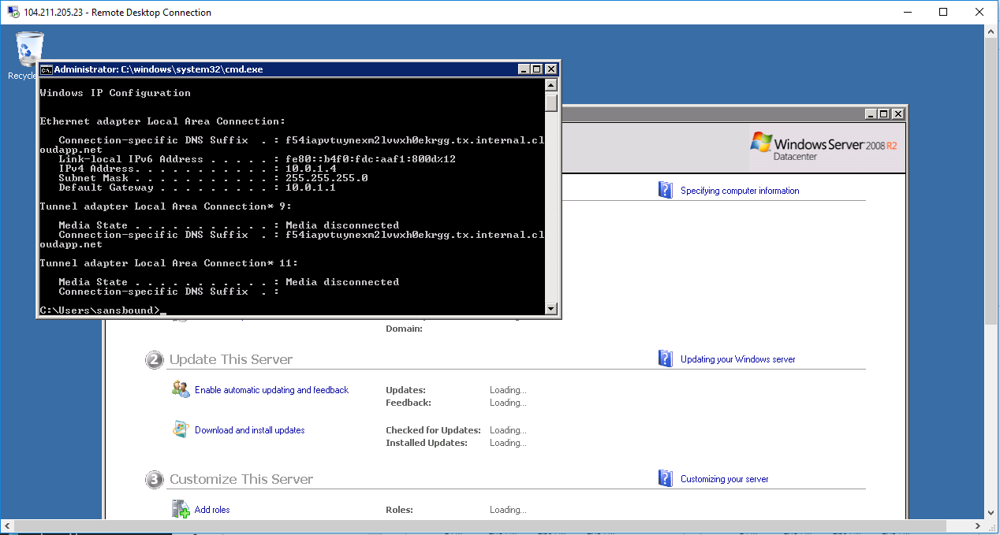 104.211.205.23 - Remote Desktop Connection
Recycle
Administrator: C:\windows\system32\cmd.exe
Windows IP Configuration
Ethernet adapter Local Area Connection:
Connection-specific DNS Suffix . : f54iapvtuynexm2lvwxh0ekrgg.tx.internal.cl
oudapp.net
Link-local IPv6 Address . . . . . : fe80::b4f0:fdc:aaf1:800d%12
IPv4 Address. . . . . . . . . . . : 10.0.1.4
Subnet Mask . . . . . . . . . . . : 255.255.255.0
Default Gateway . . . . . . . . . : 10.0.1.1
Tunnel adapter Local Area Connection* 9:
Media State . . . . . . . . . . . : Media disconnected
Connection-specific DNS Suffix . : f54iapvtuynexm2lvwxh0ekrgg.tx.internal.cl
oudapp.net
Tunnel adapter Local Area Connection* 11:
Media State . . . . . . . . . . . : Media disconnected
Connection-specific DNS Suffix . :
C:\Users\sansbound>_
Windows Server 2008 R2
Datacenter
Specifying computer information
Domain:
2 Update This Server
Updating your Windows server
Enable automatic updating and feedback
Updates: Loading...
Feedback: Loading...
Download and install updates
Checked for Updates: Loading...
Installed Updates: Loading...
3 Customize This Server
Customizing your server
Add roles
Roles: Loading...